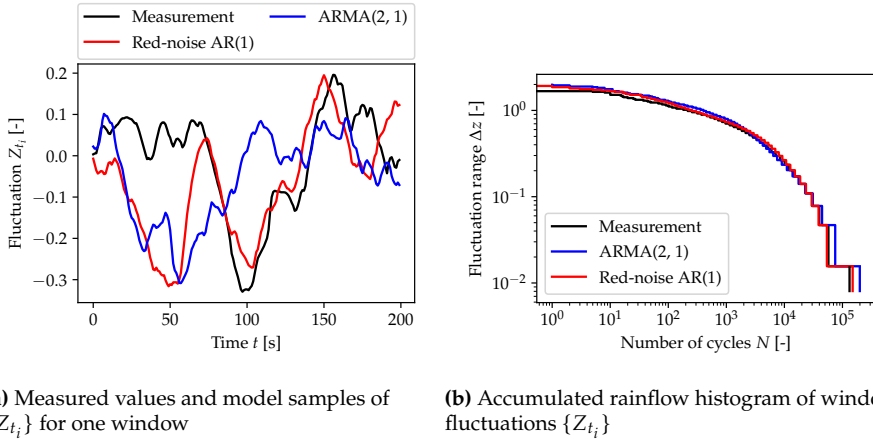 Measurement
ARMA(2, 1)
Red-noise AR(1)
Fluctuation Z_{t_i} [-]
0.2
0.1
0.0
−0.1
−0.2
−0.3
0 50 100 150 200
Time t [s]
Fluctuation range Δz [-]
10^0
10^{−1}
10^{−2}
Measurement
ARMA(2, 1)
Red-noise AR(1)
10^0 10^1 10^2 10^3 10^4 10^5
Number of cycles N [-]
) Measured values and model samples of
Z_{t_i}} for one window
(b) Accumulated rainflow histogram of windo
fluctuations {Z_{t_i}}